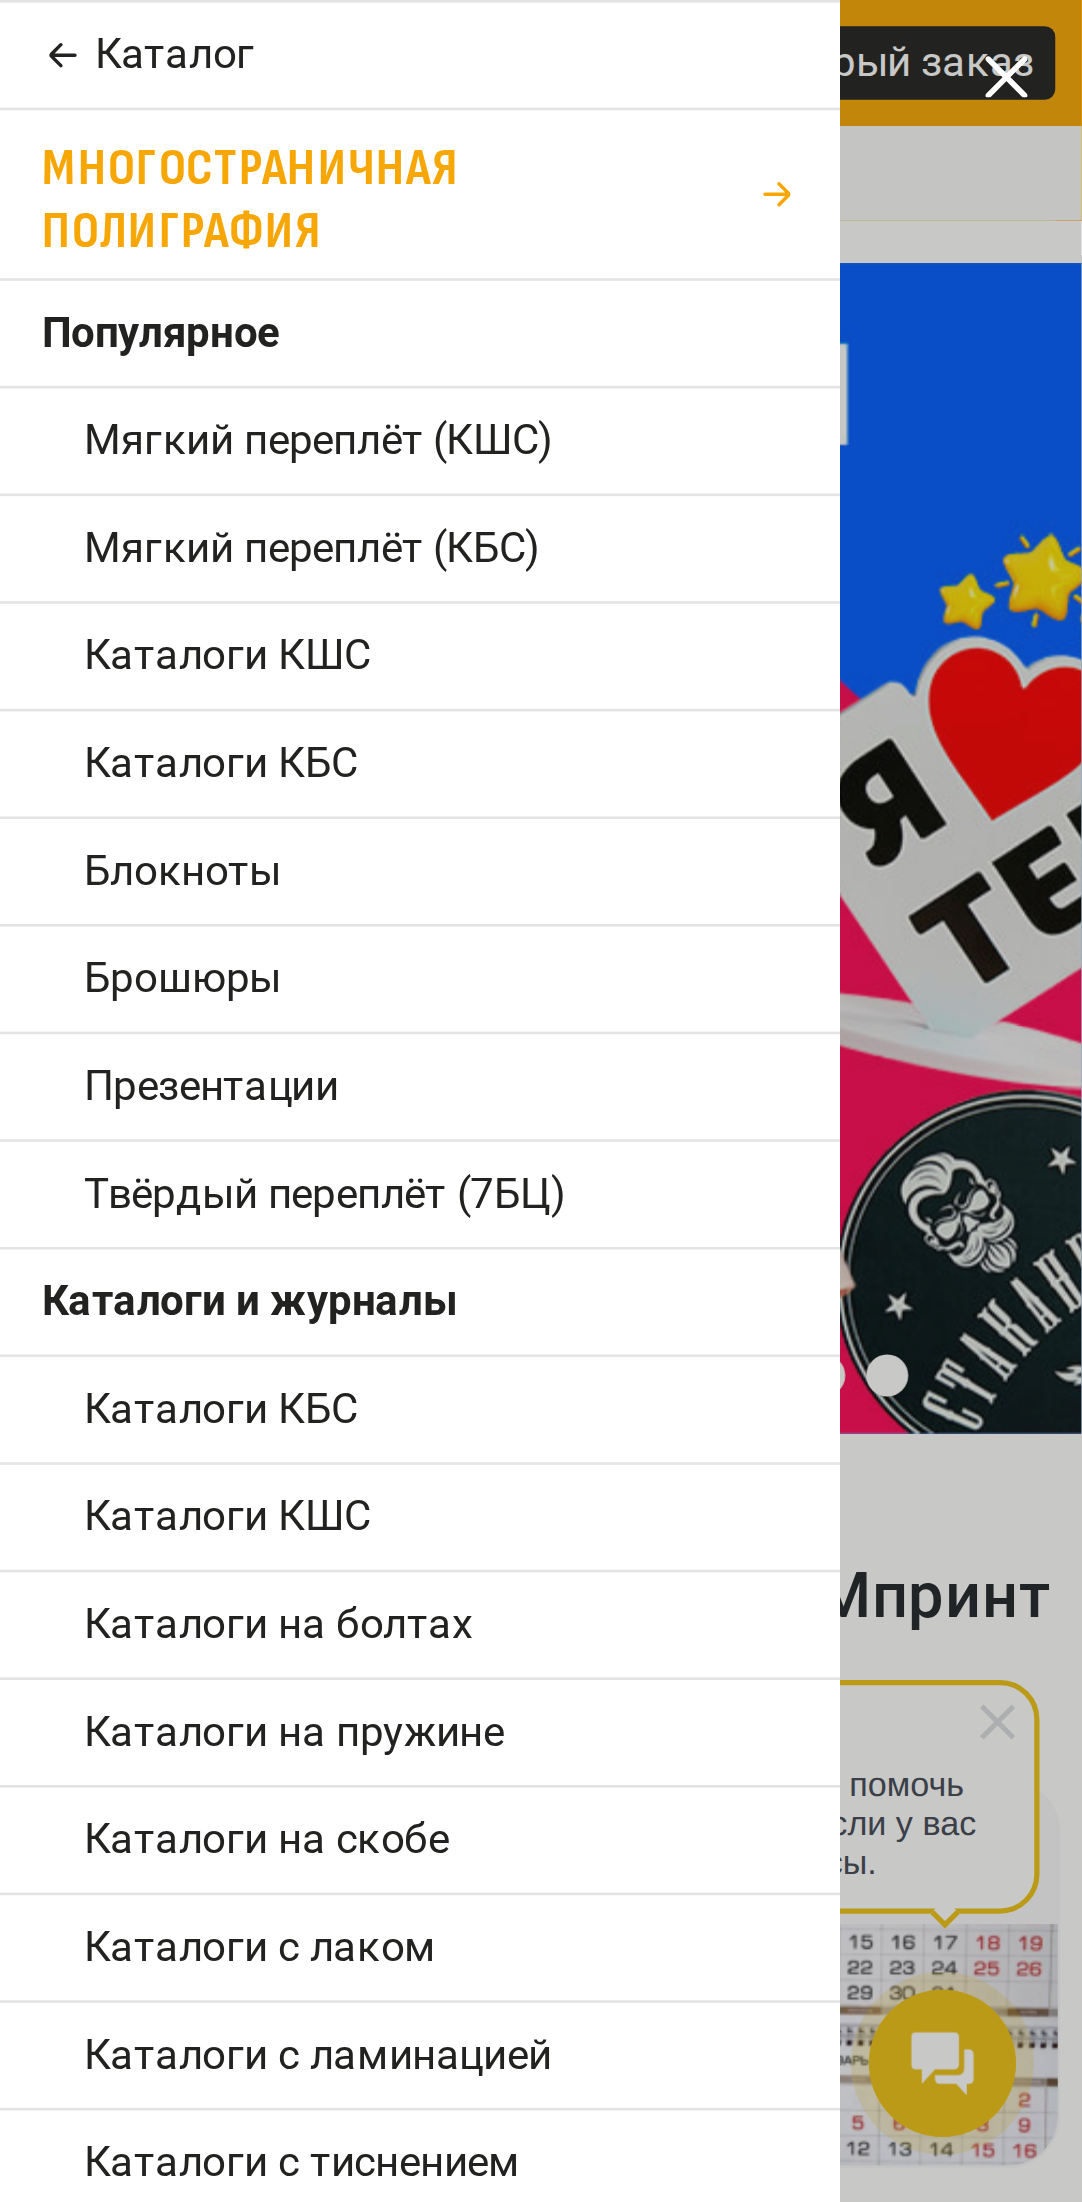 Каталог
МНОГОСТРАНИЧНАЯ
ПОЛИГРАФИЯ
Популярное
Мягкий переплёт (КШС)
Мягкий переплёт (КБС)
Каталоги КШС
Каталоги КБС
Блокноты
Брошюры
Презентации
Твёрдый переплёт (7БЦ)
Каталоги и журналы
Каталоги КБС
Каталоги КШС
Каталоги на болтах
Каталоги на пружине
Каталоги на скобе
Каталоги с лаком
Каталоги с ламинацией
Каталоги с тиснением
рый заказ
Я
ТЕ
СТАКАН
Мпринт
помочь
сли у вас
сы.
15 16 17 18 19
22 23 24 25 26
29 30
2
5 9
12 13 14 15 16